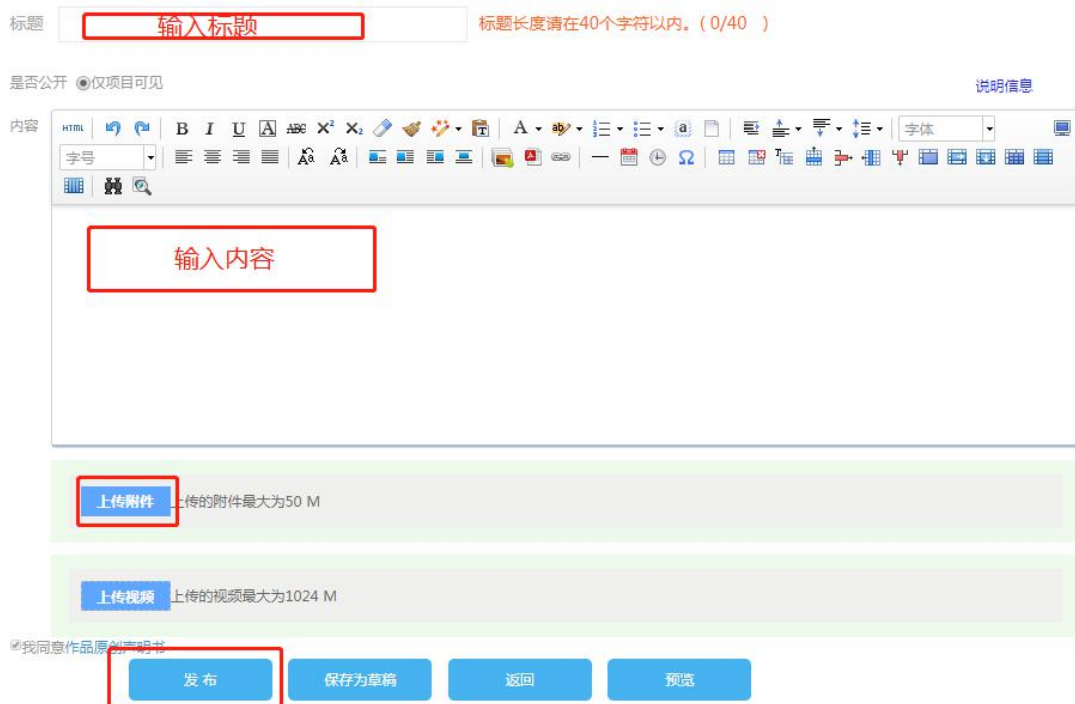 标题 输入标题 标题长度请在40个字符以内。( 0/40 )
是否公开 仅项目可见 说明信息
内容 HTML B I U A ABC X² X₂ T A ab a 字体
字号 Aa Aa Ω
输入内容
上传附件 上传的附件最大为50 M
上传视频 上传的视频最大为1024 M
我同意作品原创声明书
发布 保存为草稿 返回 预览